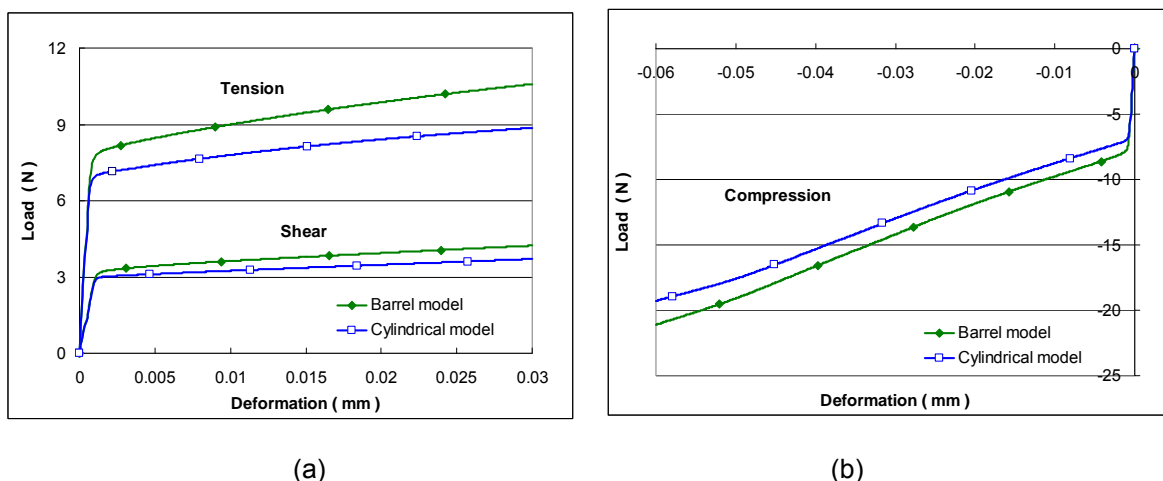 12
9
6
3
0
Load ( N )
Tension
Shear
Barrel model
Cylindrical model
0 0.005 0.01 0.015 0.02 0.025 0.03
Deformation ( mm )
(a)
-0.06 -0.05 -0.04 -0.03 -0.02 -0.01 0
0
-5
-10
-15
-20
-25
Load ( N )
Compression
Barrel model
Cylindrical model
Deformation ( mm )
(b)